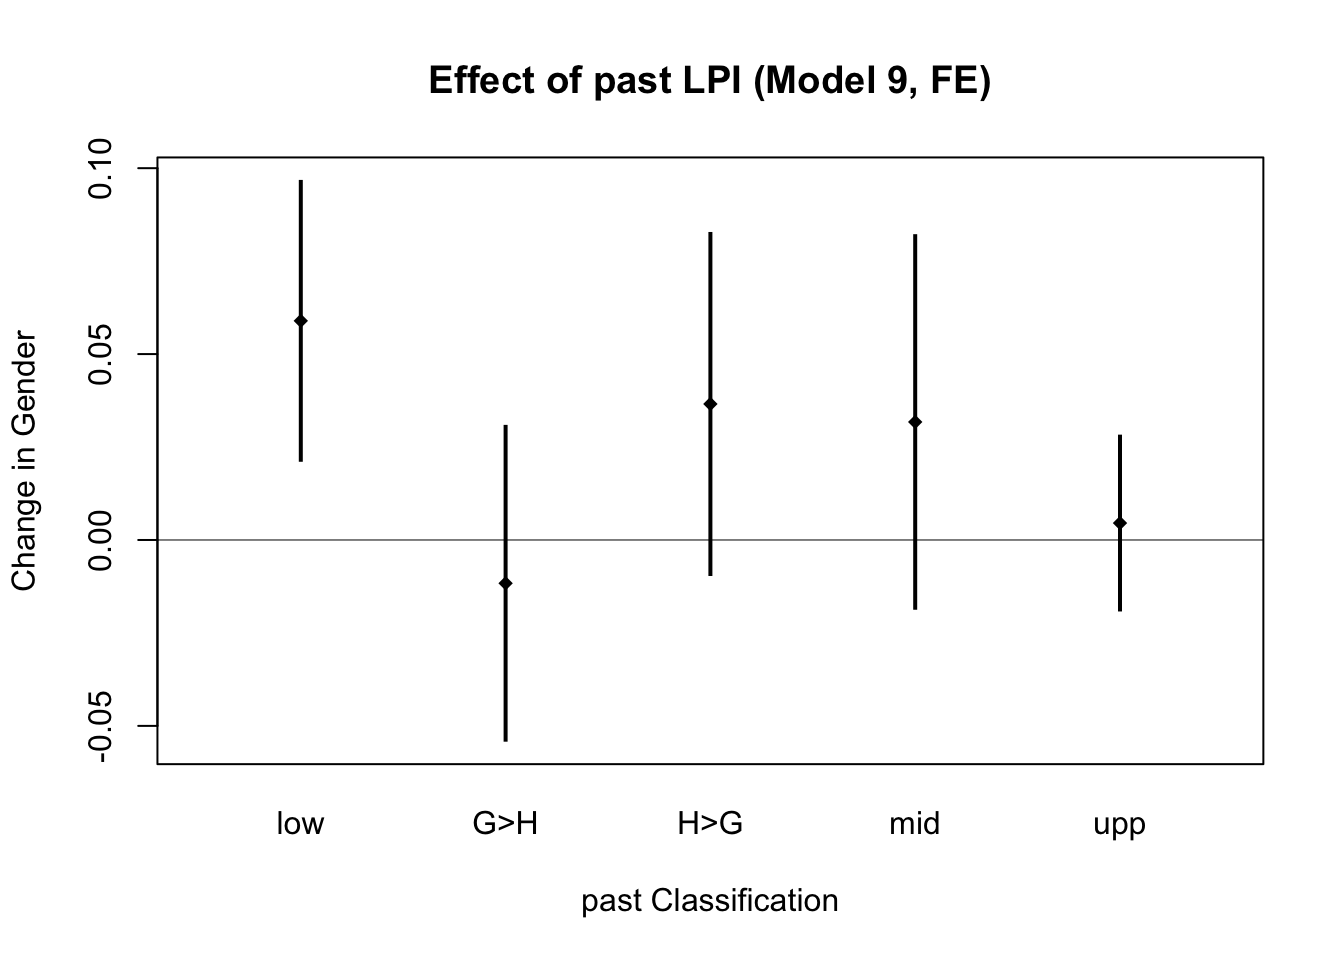 Effect of past LPI (Model 9, FE)
Change in Gender
0.10
0.05
0.00
-0.05
low G>H H>G mid upp
past Classification